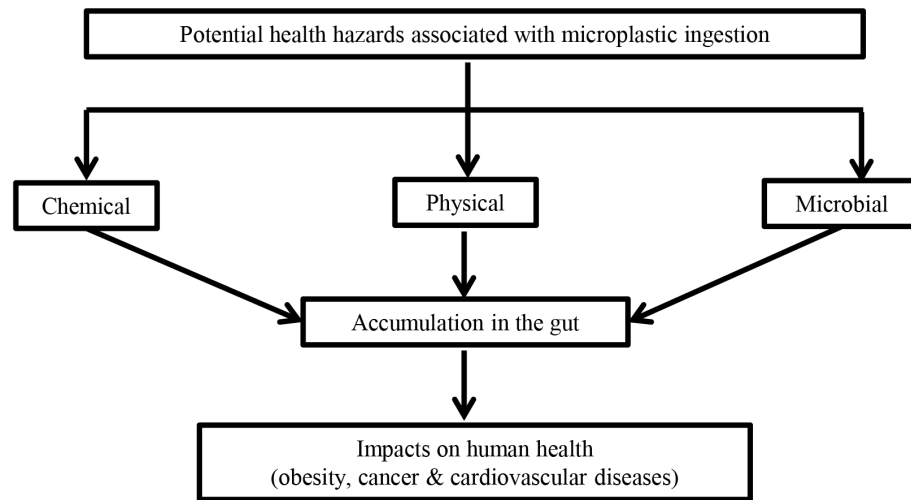 Potential health hazards associated with microplastic ingestion
Chemical
Physical
Microbial
Accumulation in the gut
Impacts on human health
(obesity, cancer & cardiovascular diseases)